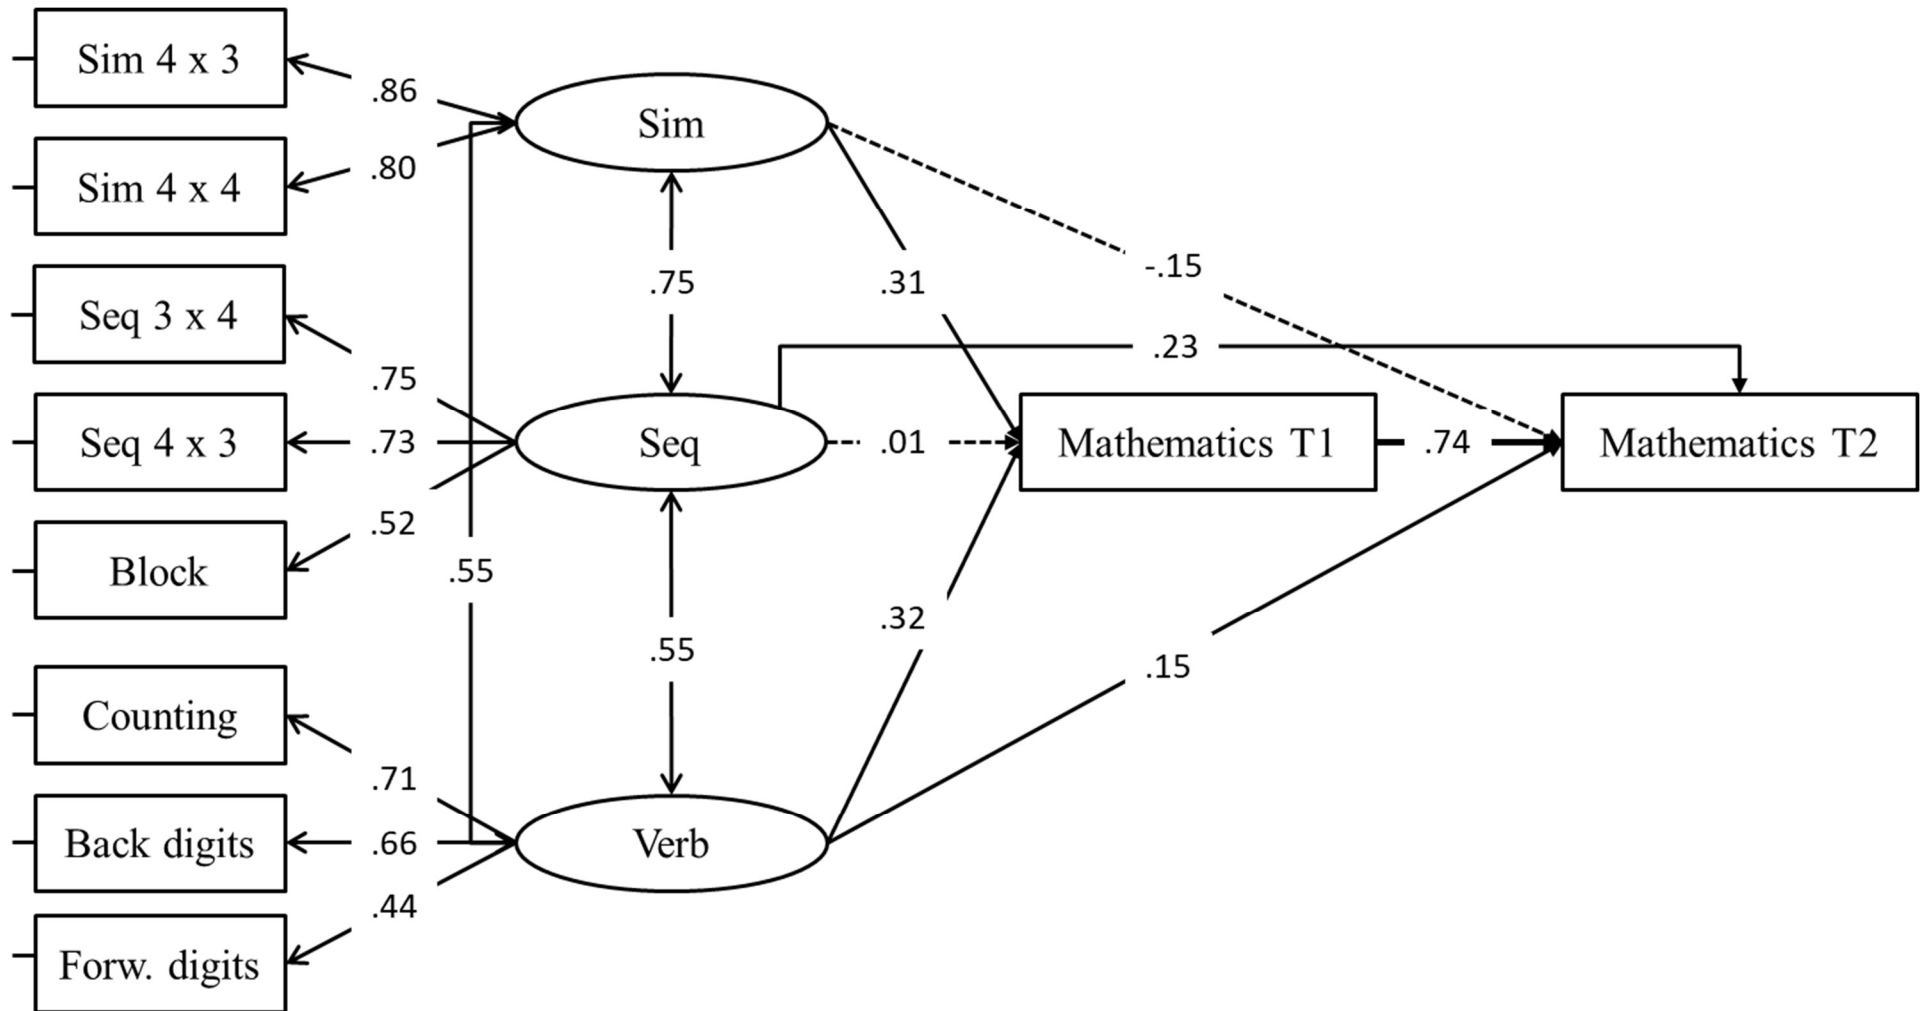 Sim 4 x 3
.86
Sim
.80
Sim 4 x 4
-.15
.75
.31
Seq 3 x 4
.23
.75
Seq 4 x 3
.73
Seq
.01
Mathematics T1
.74
Mathematics T2
.52
Block
.55
.32
.55
.15
Counting
.71
Back digits
.66
Verb
.44
Forw. digits